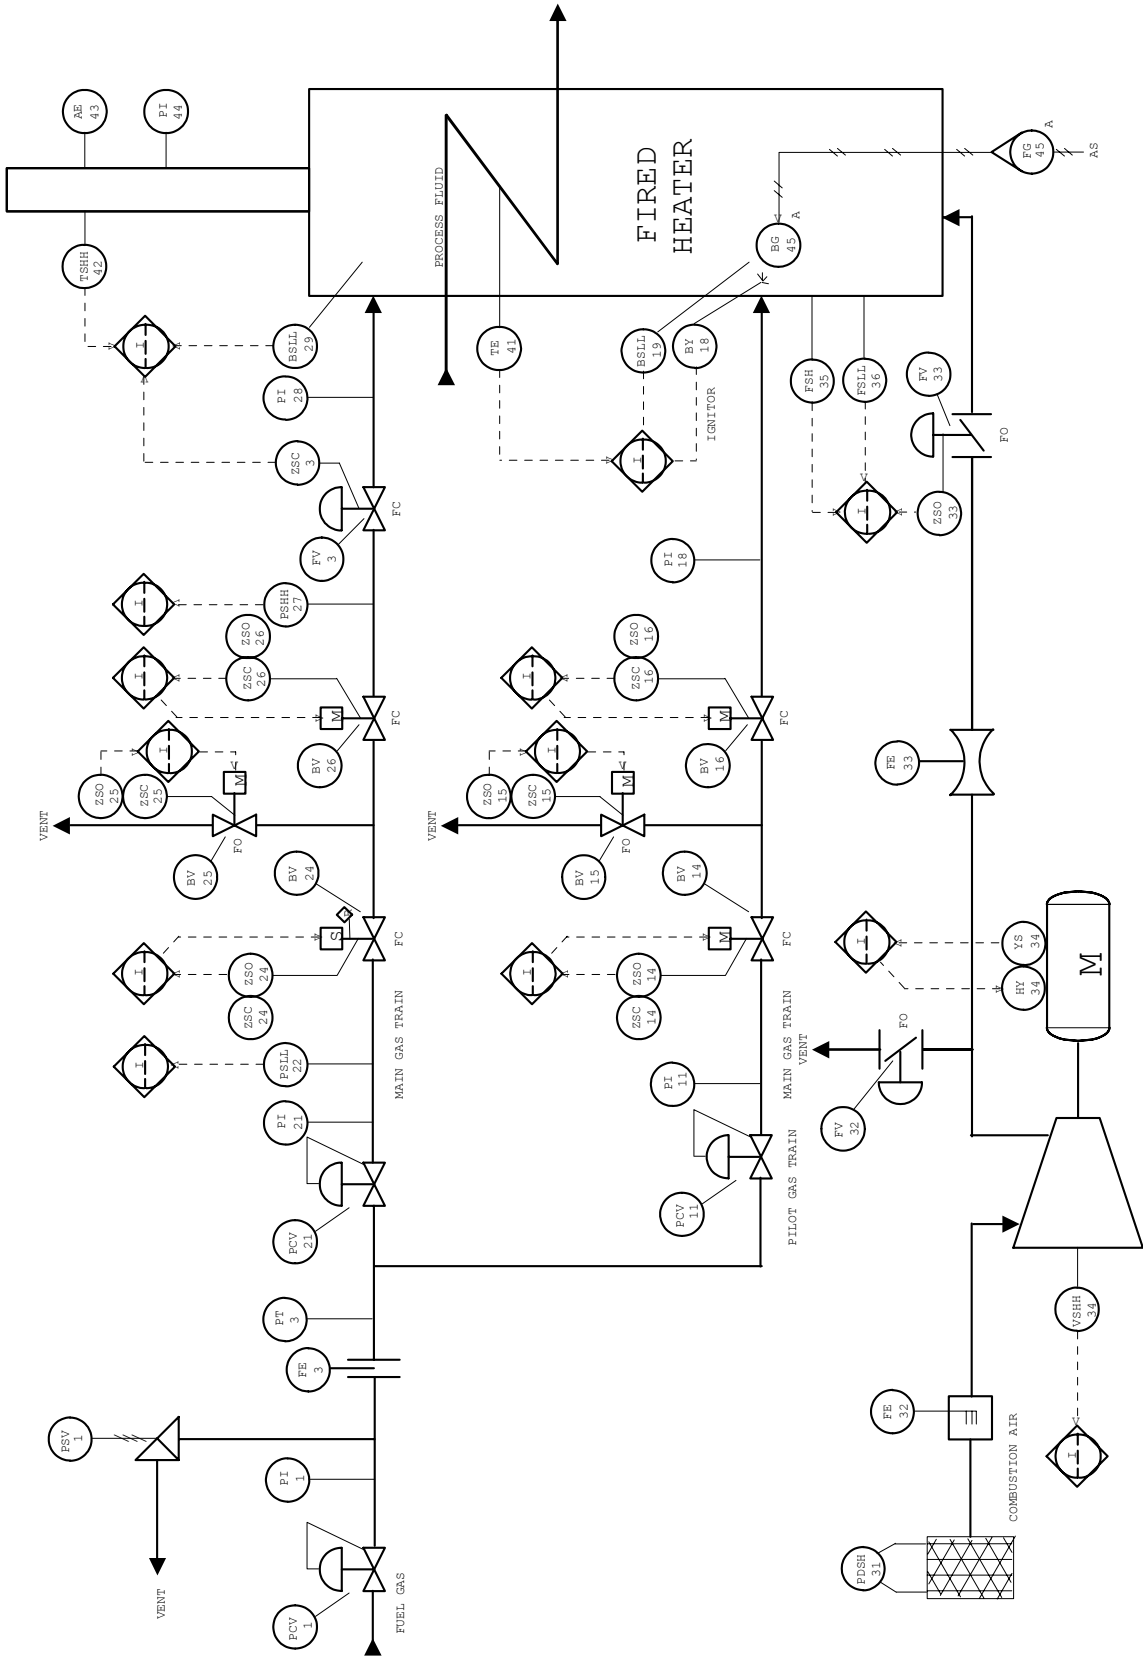 VENT
PSV
1
TSHH
42
AE
43
ZSO
25
I
I
I
I
I
I
ZSC
25
VENT
PI
44
BV
25
FO
M
ZSC
24
ZSO
24
ZSC
26
ZSO
26
PI
1
FE
3
PT
3
PCV
1
PCV
21
PI
21
PSLL
22
S
R
BV
24
M
BV
26
PSHH
27
FV
3
ZSC
3
PI
28
BSLL
29
FUEL GAS
MAIN GAS TRAIN
FC
FC
FC
VENT
PROCESS FLUID
ZSO
15
I
I
I
ZSC
15
TE
41
BV
15
FO
M
ZSC
14
ZSO
14
ZSC
16
ZSO
16
I
BSLL
19
BY
18
IGNITOR
FIRED
HEATER
PCV
11
PI
11
BV
14
M
BV
16
M
PI
18
PILOT GAS TRAIN
MAIN GAS TRAIN
FC
FC
BG
45
A
VENT
FSH
35
FV
32
FO
I
I
FSLL
36
PDSH
31
FE
32
FE
33
ZSO
33
FV
33
FO
COMBUSTION AIR
HY
34
YS
34
FG
45
A
AS
I
VSHH
34
M